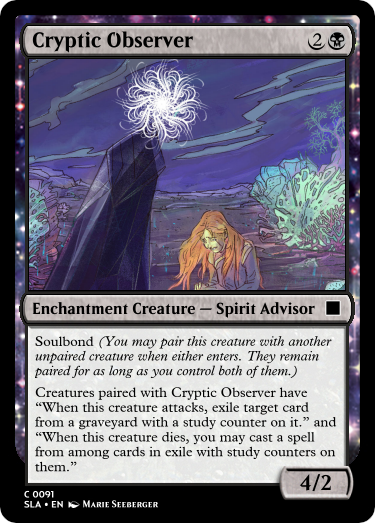 Cryptic Observer 2
Enchantment Creature — Spirit Advisor
Soulbond (You may pair this creature with another
unpaired creature when either enters. They remain
paired for as long as you control both of them.)
Creatures paired with Cryptic Observer have
“When this creature attacks, exile target card
from a graveyard with a study counter on it.” and
“When this creature dies, you may cast a spell
from among cards in exile with study counters on
them.”
4/2
C 0091
SLA • EN Marie Seeberger